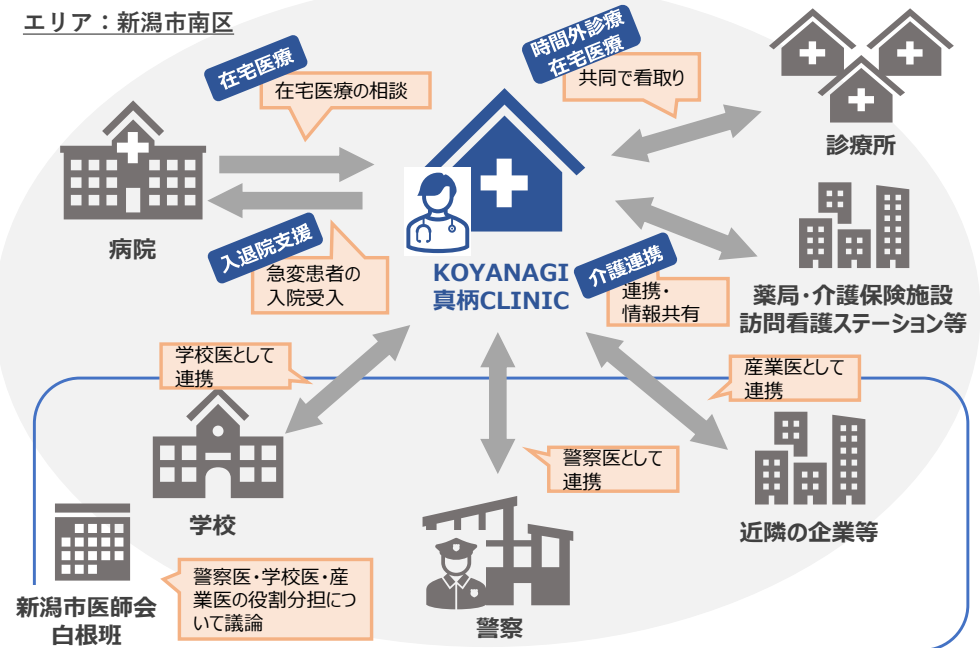 エリア：新潟市南区
在宅医療
在宅医療の相談
時間外診療
在宅医療
共同で看取り
診療所
病院
入退院支援
急変患者の
入院受入
KOYANAGI
真柄CLINIC
介護連携
連携・
情報共有
薬局・介護保険施設
訪問看護ステーション等
学校医として
連携
産業医として
連携
警察医として
連携
学校
近隣の企業等
新潟市医師会
白根班
警察医・学校医・産
業医の役割分担につ
いて議論
警察